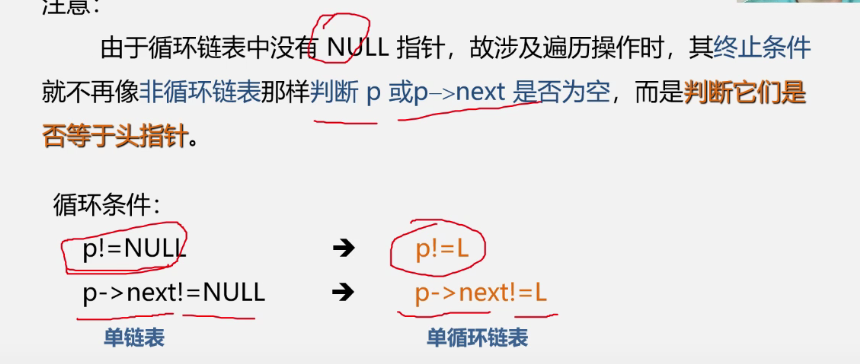 注意：
由于循环链表中没有 NULL 指针，故涉及遍历操作时，其终止条件
就不再像非循环链表那样判断 p 或p–>next 是否为空，而是判断它们是
否等于头指针。
循环条件：
p!=NULL ➔ p!=L
p->next!=NULL ➔ p->next!=L
单链表 单循环链表